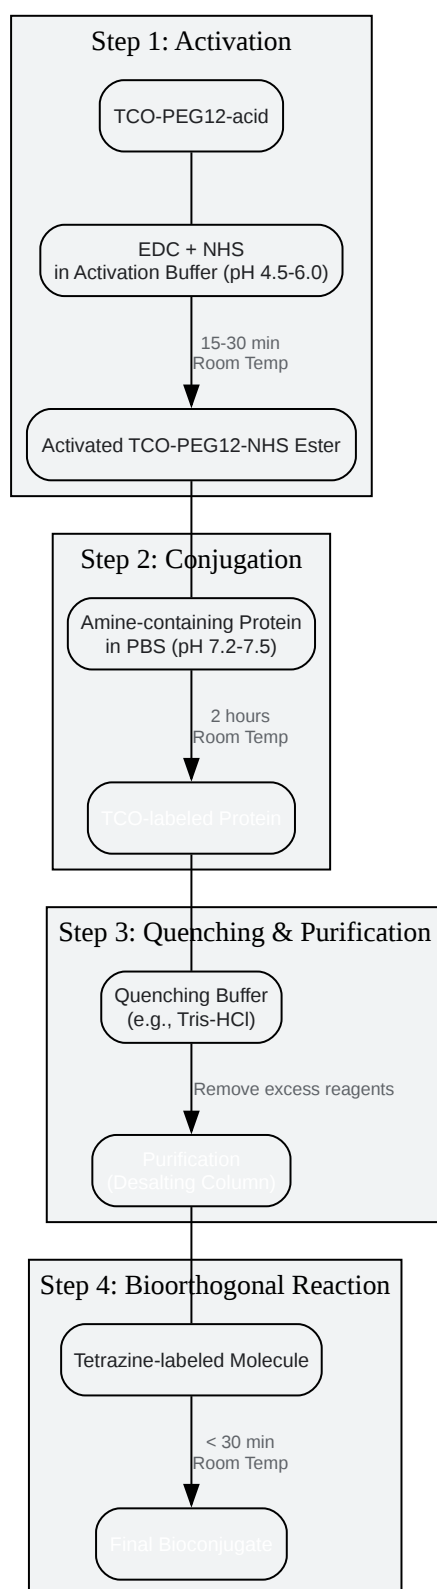 Step 1: Activation
TCO-PEG12-acid
EDC + NHS
in Activation Buffer (pH 4.5-6.0)
15-30 min
Room Temp
Activated TCO-PEG12-NHS Ester
Step 2: Conjugation
Amine-containing Protein
in PBS (pH 7.2-7.5)
2 hours
Room Temp
TCO-labeled Protein
Step 3: Quenching & Purification
Quenching Buffer
(e.g., Tris-HCl)
Remove excess reagents
Purification
(Desalting Column)
Step 4: Bioorthogonal Reaction
Tetrazine-labeled Molecule
< 30 min
Room Temp
Final Bioconjugate